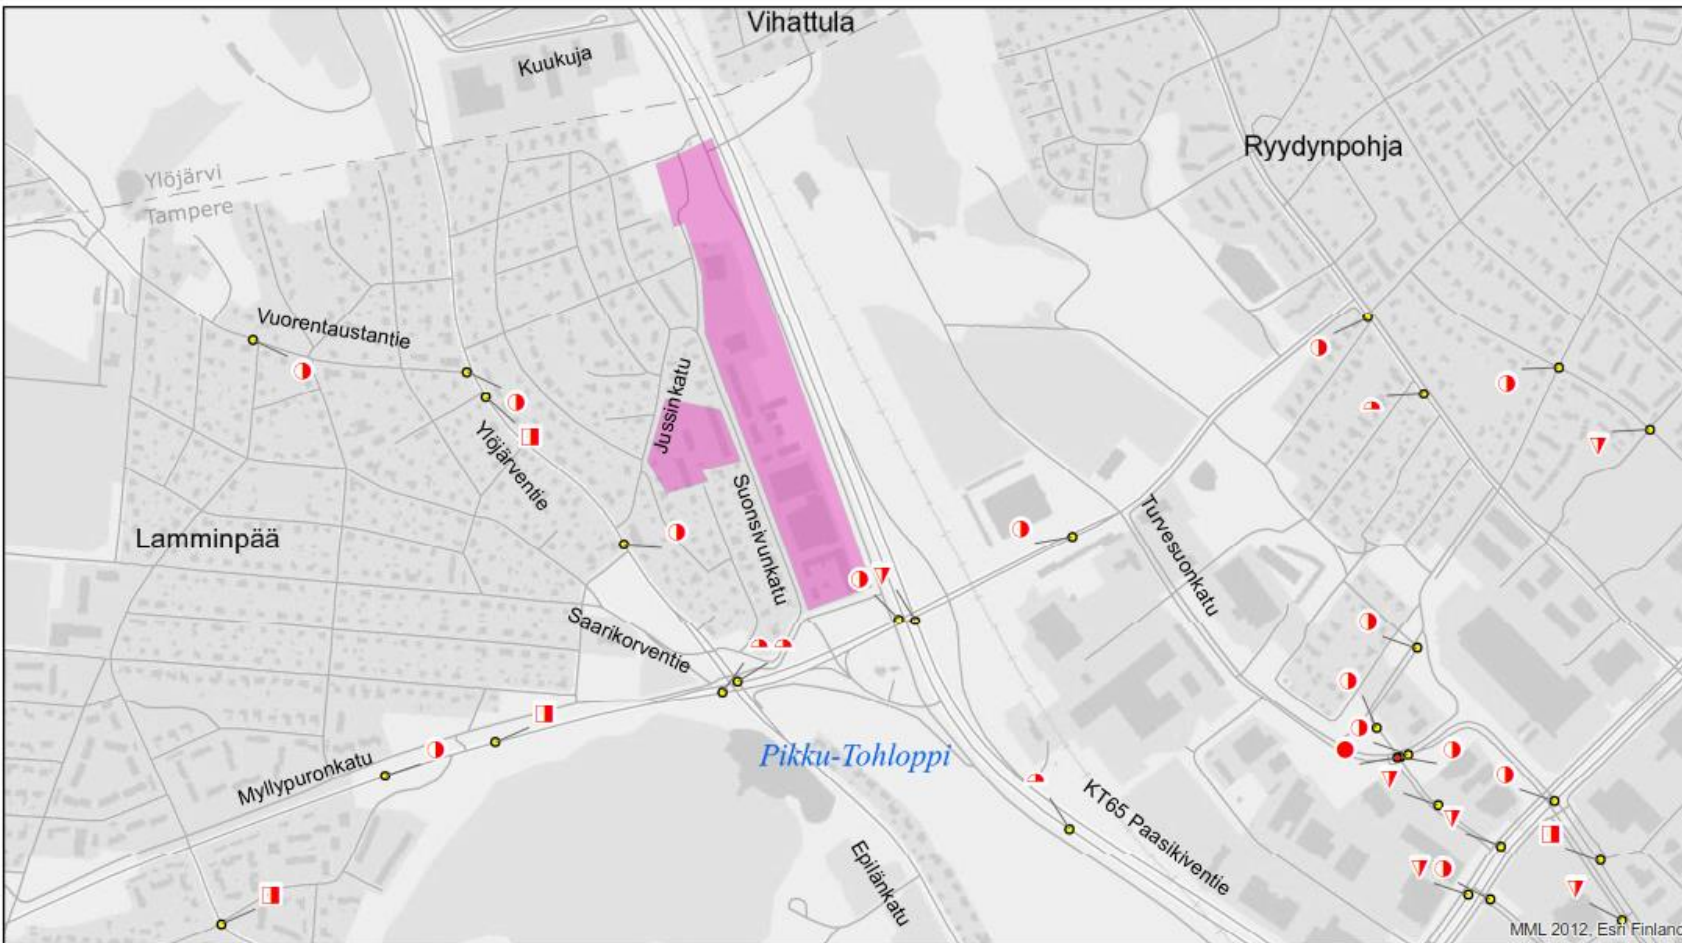 Vihattula
Kuukuja
Ryydynpohja
Ylöjärvi
Tampere
Vuorentaustantie
Jussinkatu
Ylöjärventie
Suonsivunkatu
Turvesuonkatu
Lamminpää
Saarikorventie
Pikku-Tohloppi
Myllypuronkatu
KT65 Paasikiventie
Epilänkatu
MML 2012, Esri Finland